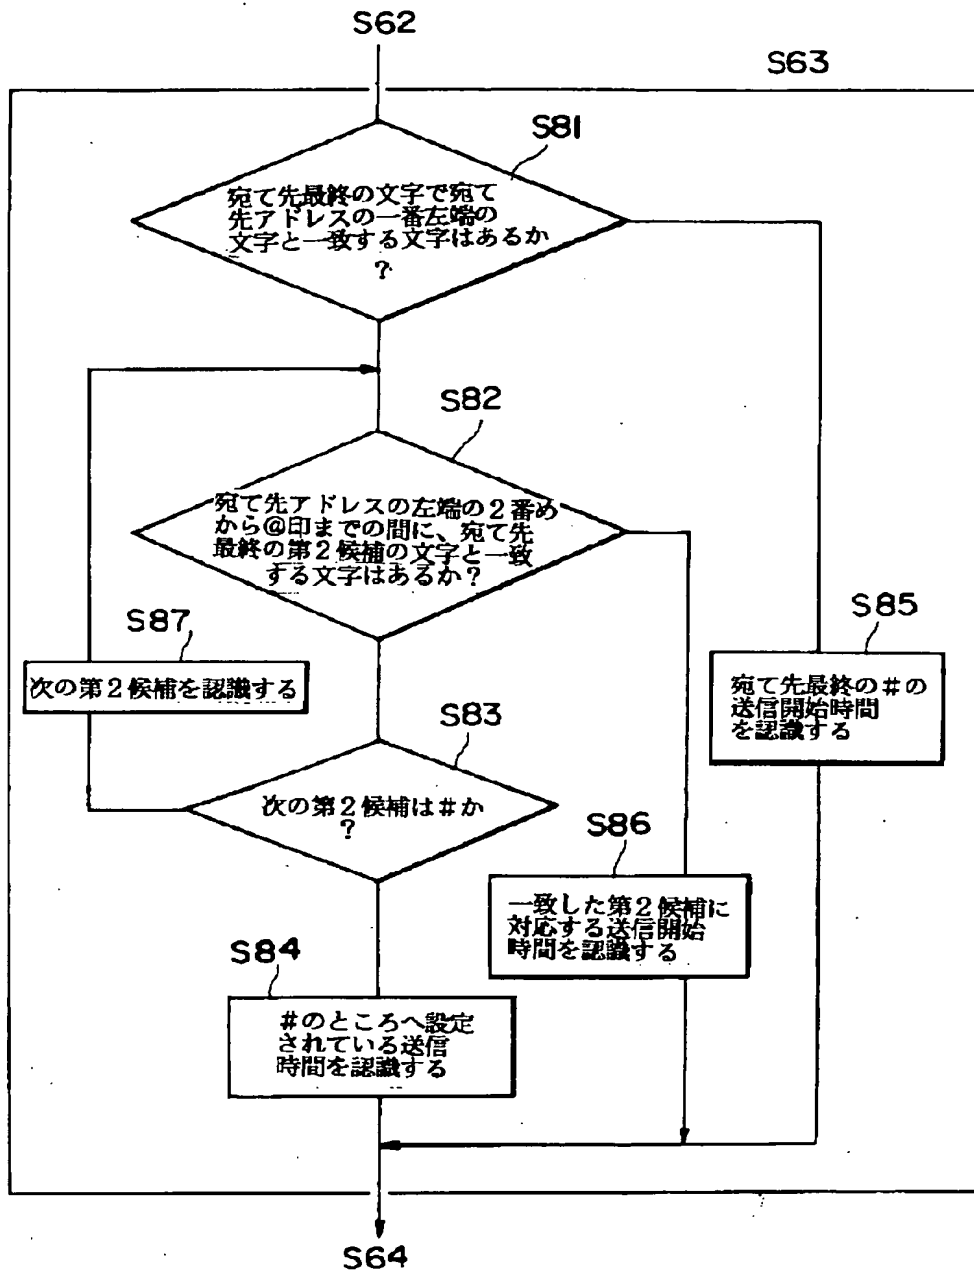 S62
S63
S81
宛て先最終の文字で宛て
先アドレスの一番左端の
文字と一致する文字はあるか
?
S82
宛て先アドレスの左端の2番め
から@印までの間に、宛て先
最終の第2候補の文字と一致
する文字はあるか?
S87
次の第2候補を認識する
S85
宛て先最終の#の
送信開始時間
を認識する
S83
次の第2候補は#か
?
S86
一致した第2候補に
対応する送信開始
時間を認識する
S84
#のところへ設定
されている送信
時間を認識する
S64